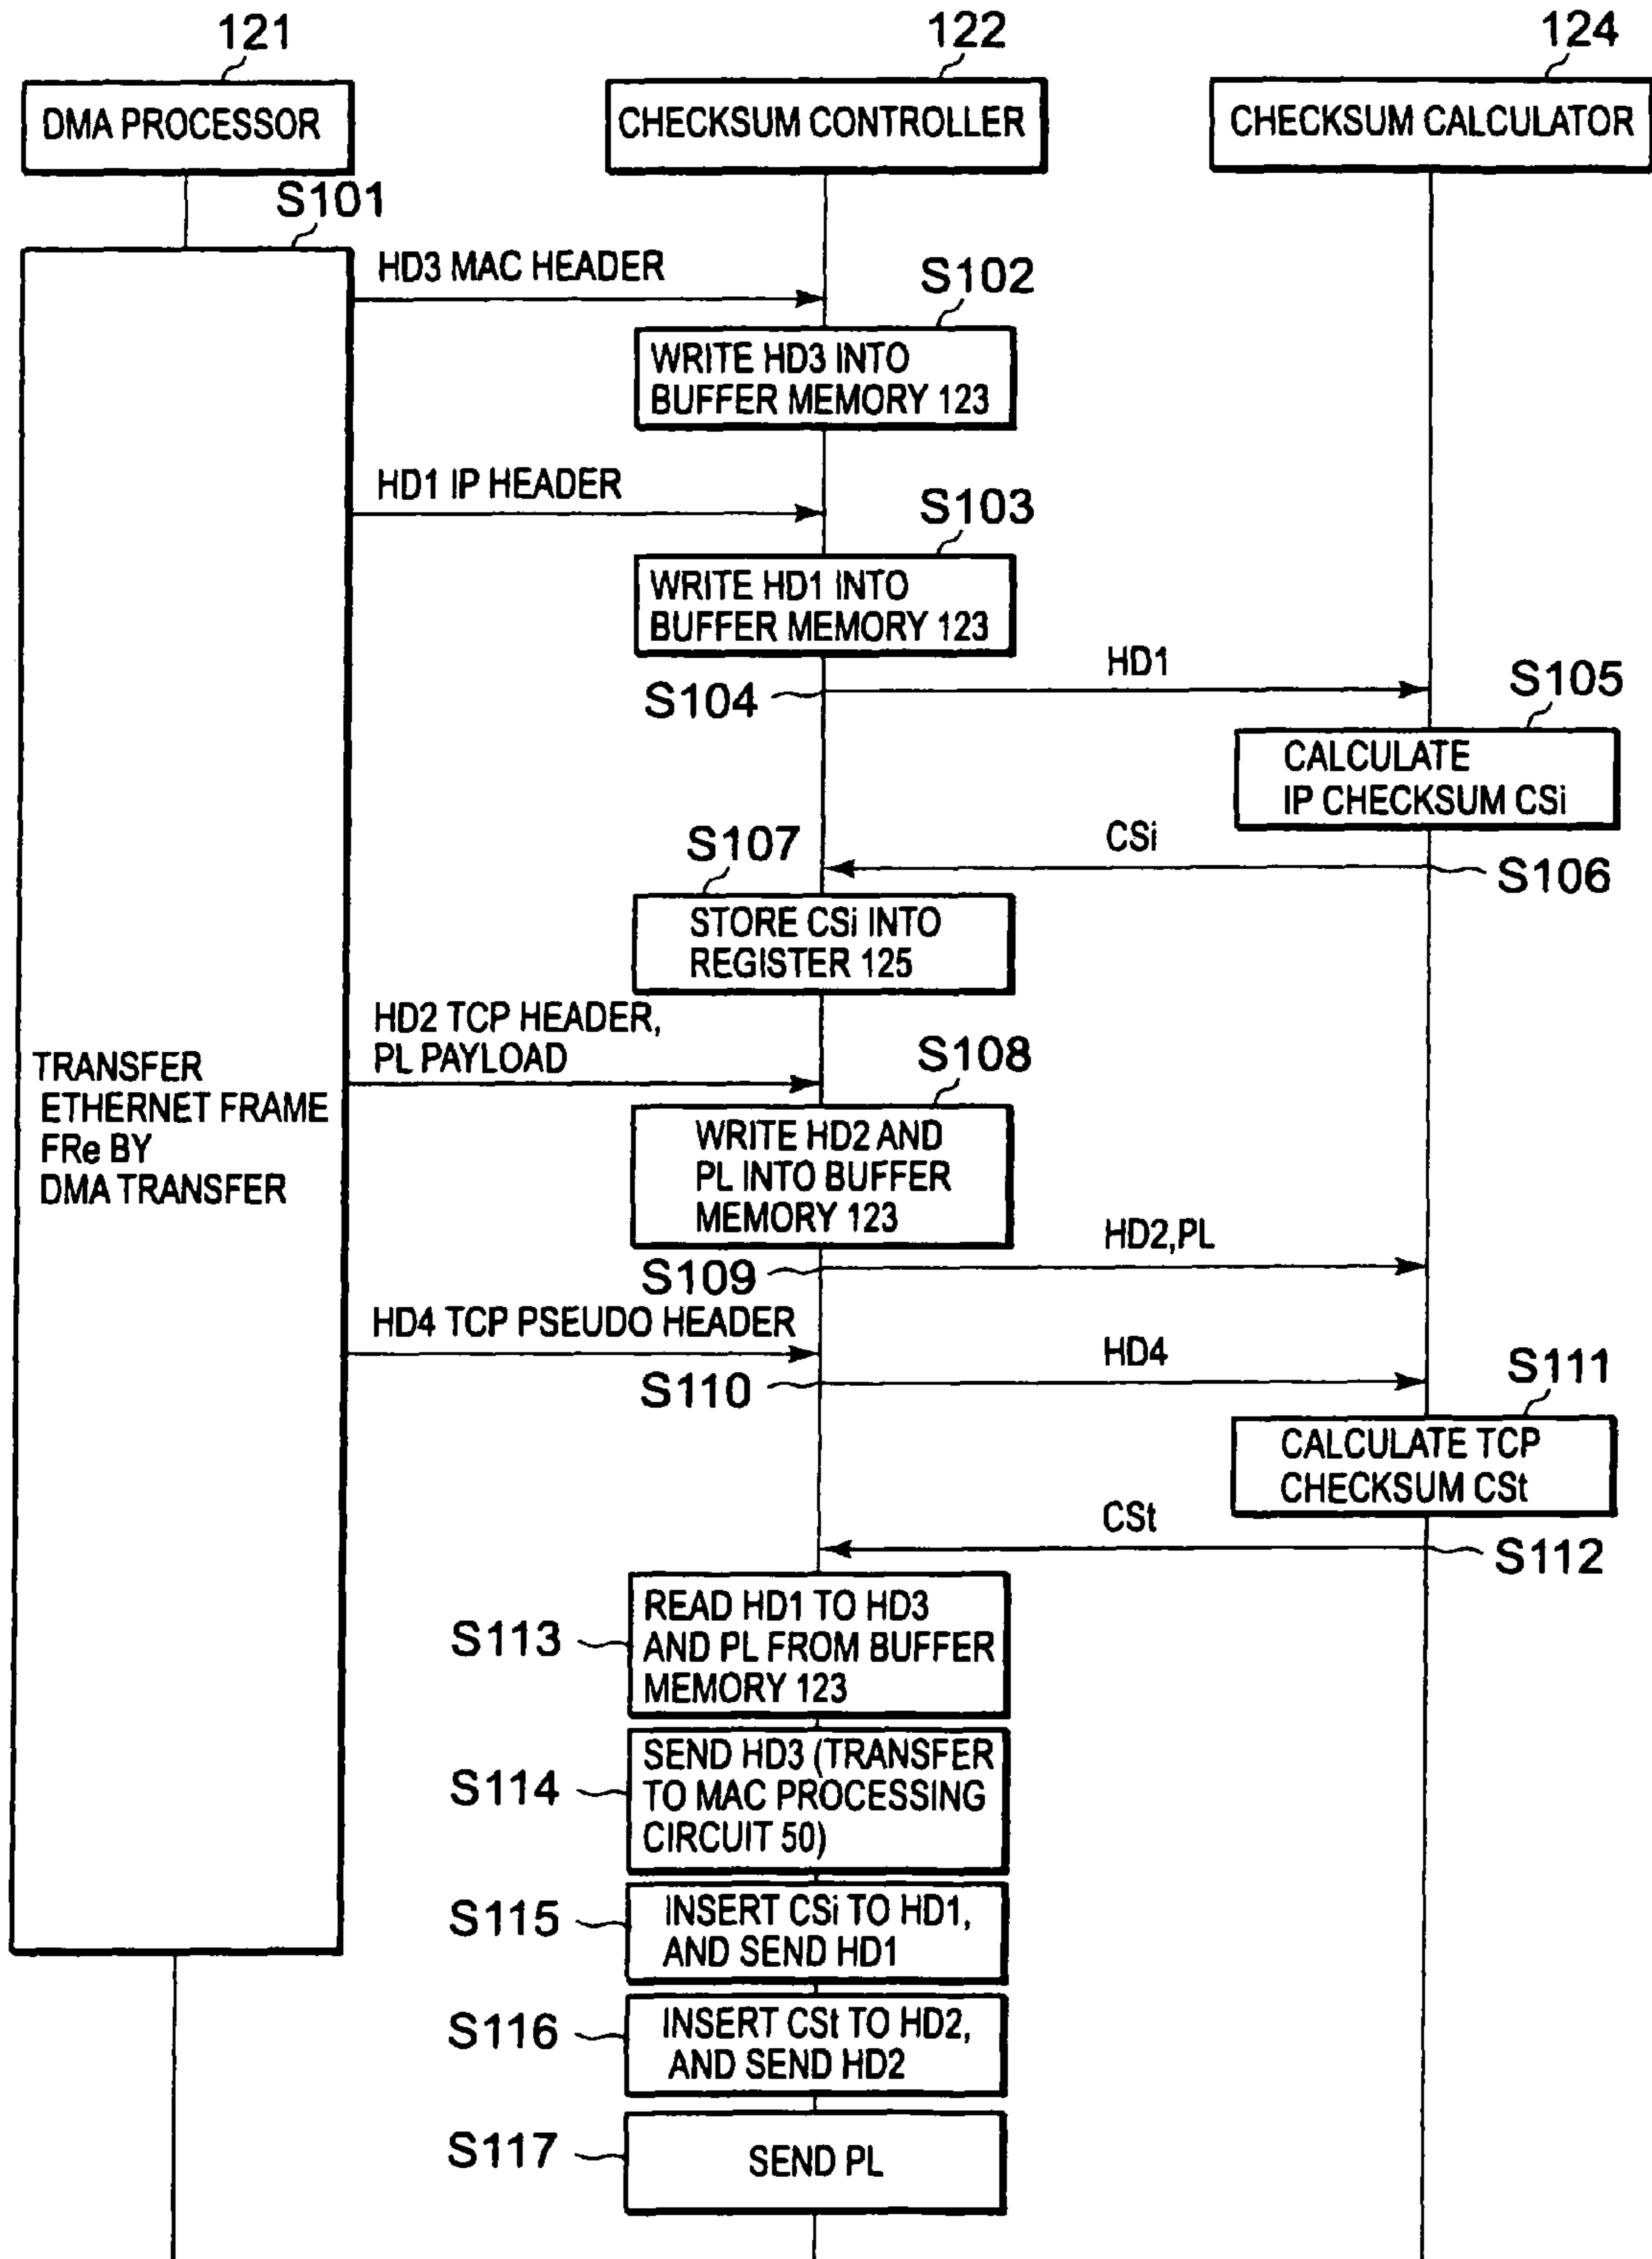 121
122
124
DMA PROCESSOR
CHECKSUM CONTROLLER
CHECKSUM CALCULATOR
S101
HD3 MAC HEADER
S102
WRITE HD3 INTO
BUFFER MEMORY 123
HD1 IP HEADER
S103
WRITE HD1 INTO
BUFFER MEMORY 123
HD1
S104
S105
CALCULATE
IP CHECKSUM CSi
CSi
S106
S107
STORE CSi INTO
REGISTER 125
HD2 TCP HEADER,
PL PAYLOAD
S108
TRANSFER
ETHERNET FRAME
FRe BY
DMA TRANSFER
WRITE HD2 AND
PL INTO BUFFER
MEMORY 123
HD2,PL
S109
HD4 TCP PSEUDO HEADER
HD4
S110
S111
CALCULATE TCP
CHECKSUM CSt
CSt
S112
S113
READ HD1 TO HD3
AND PL FROM BUFFER
MEMORY 123
S114
SEND HD3 (TRANSFER
TO MAC PROCESSING
CIRCUIT 50)
S115
INSERT CSi TO HD1,
AND SEND HD1
S116
INSERT CSt TO HD2,
AND SEND HD2
S117
SEND PL